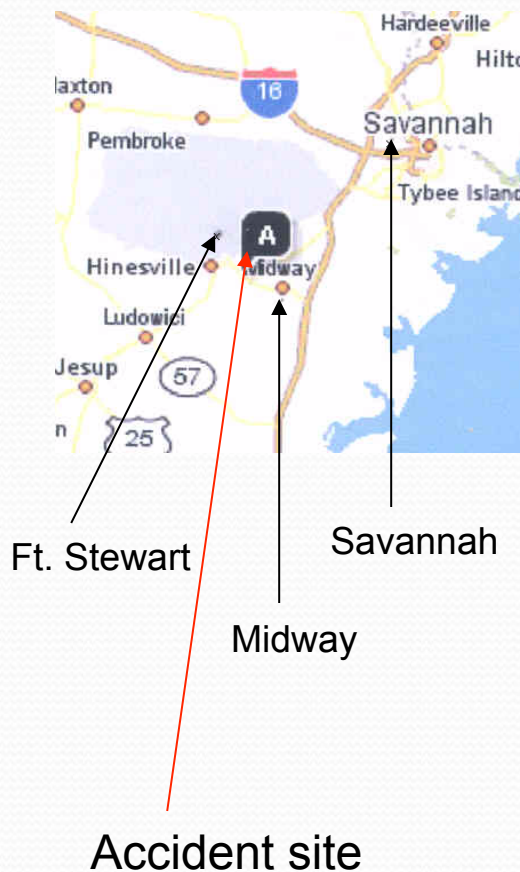 Hardeeville
Hilto
laxton
16
Pembroke
Savannah
Tybee Island
A
Hinesville
Midway
Ludowici
Jesup
57
n
25
Ft. Stewart
Savannah
Midway
Accident site